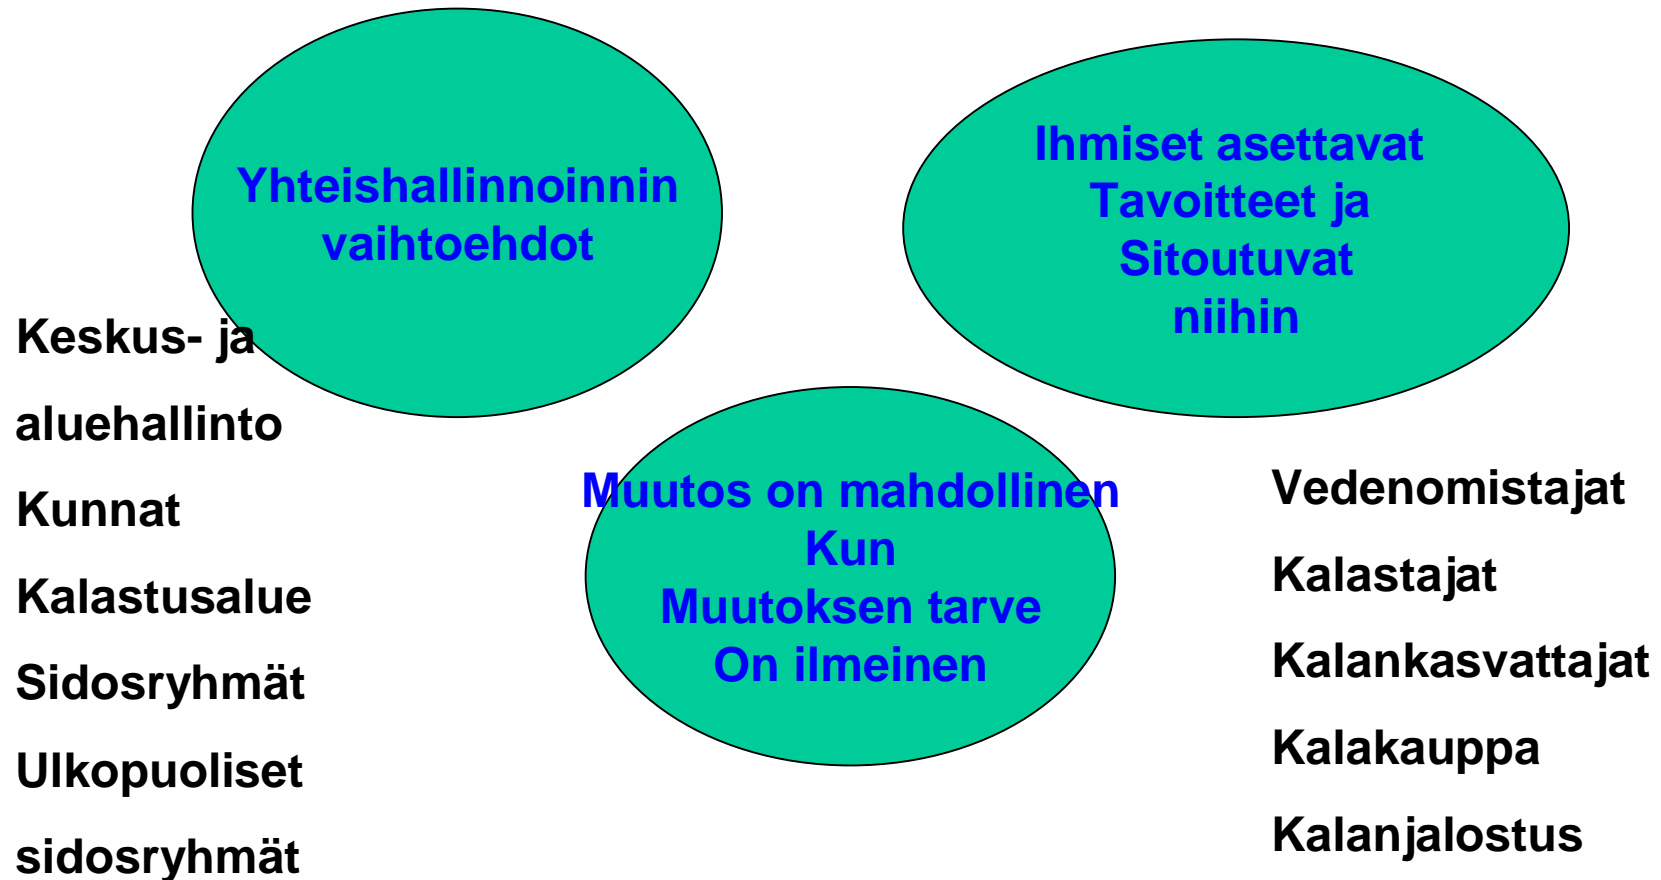 Yhteishallinnoinnin
vaihtoehdot
Ihmiset asettavat
Tavoitteet ja
Sitoutuvat
niihin
Keskus- ja
aluehallinto
Kunnat
Kalastusalue
Sidosryhmät
Ulkopuoliset
sidosryhmät
Muutos on mahdollinen
Kun
Muutoksen tarve
On ilmeinen
Vedenomistajat
Kalastajat
Kalankasvattajat
Kalakauppa
Kalanjalostus